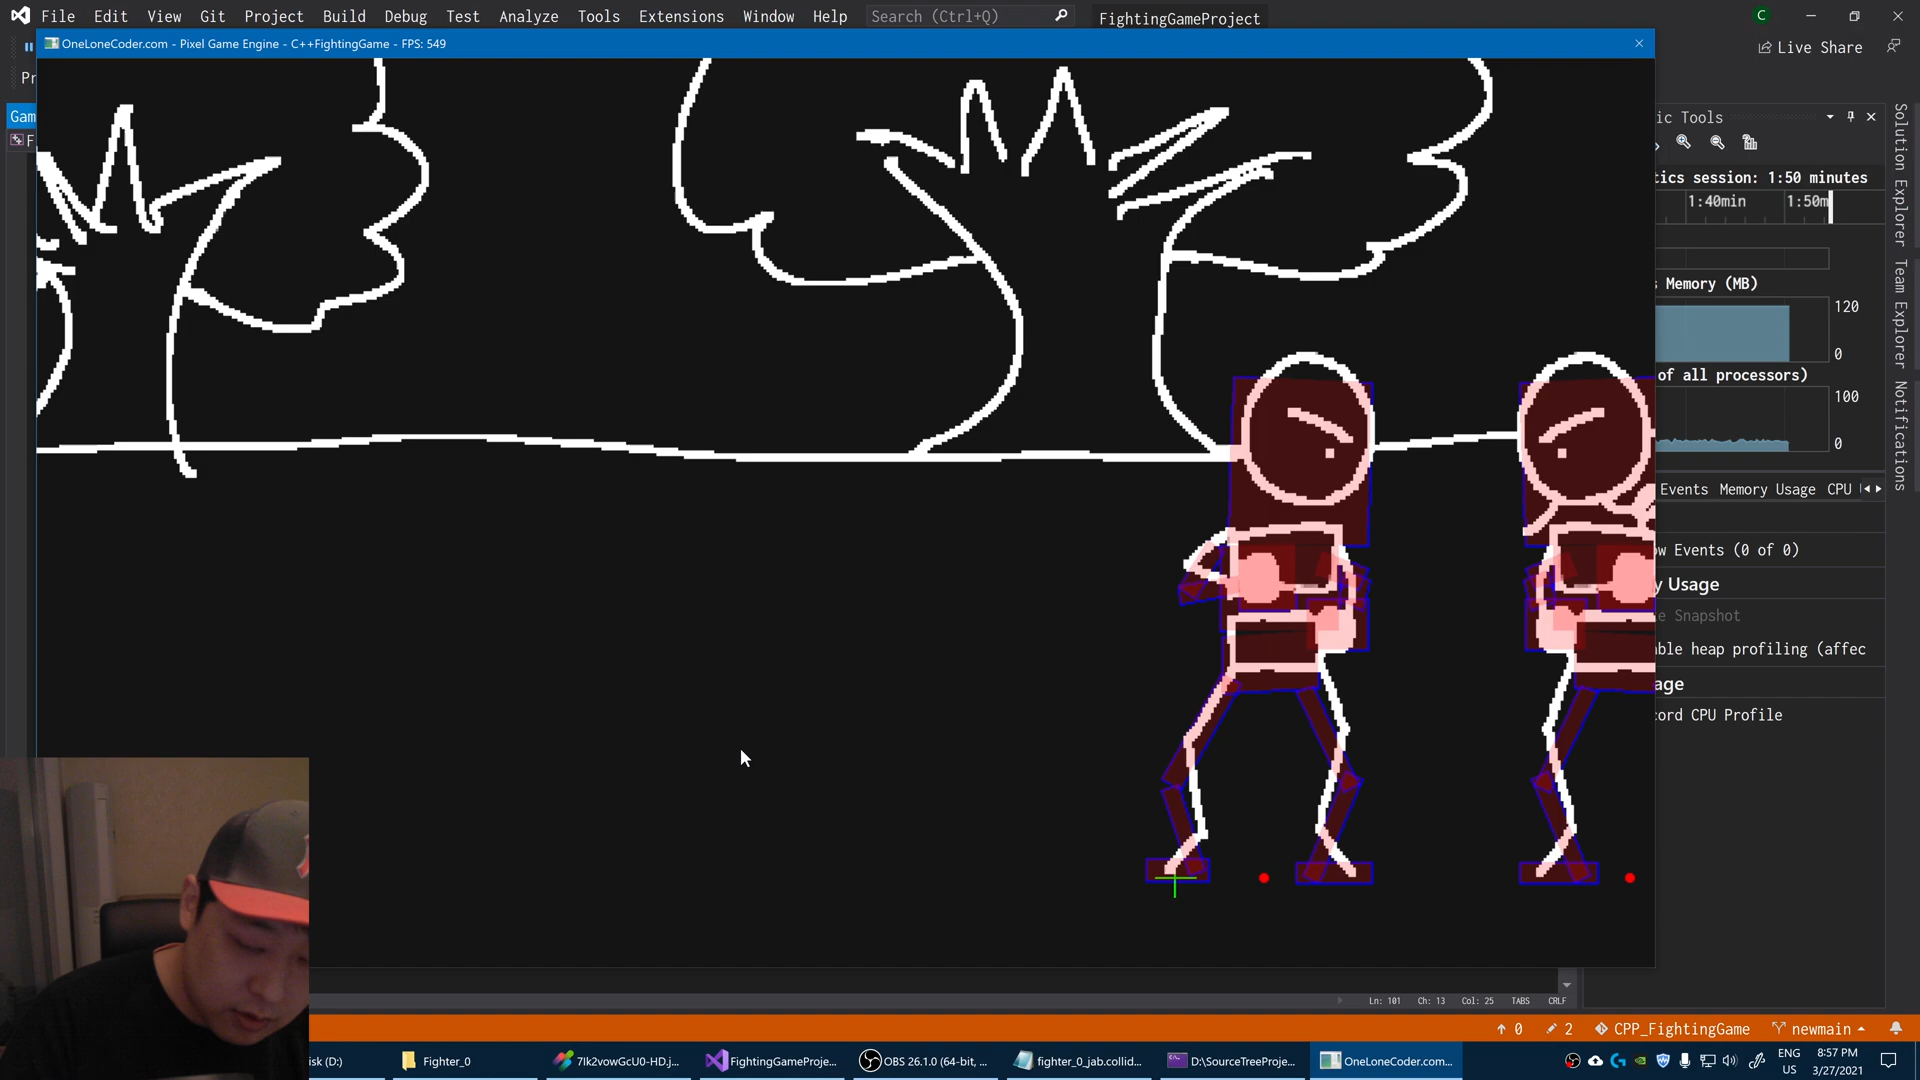 File Edit View Git Project Build Debug Test Analyze Tools Extensions Window Help Search (Ctrl+Q) FightingGameProject C
Live Share
OneLoneCoder.com - Pixel Game Engine - C++FightingGame - FPS: 549
Pr
Gam
F
ic Tools
tics session: 1:50 minutes
1:40min 1:50m
Memory (MB)
120
0
of all processors)
100
0
Events Memory Usage CPU
ow Events (0 of 0)
y Usage
e Snapshot
ble heap profiling (affec
age
cord CPU Profile
Solution Explorer
Team Explorer
Notifications
Ln: 101 Ch: 13 Col: 25 TABS CRLF
0 2 CPP_FightingGame newmain
isk (D:) Fighter_0 7Ik2vowGcU0-HD.j... FightingGameProje... OBS 26.1.0 (64-bit, ... fighter_0_jab.collid... D:\SourceTreeProje... OneLoneCoder.com...
ENG US
8:57 PM
3/27/2021